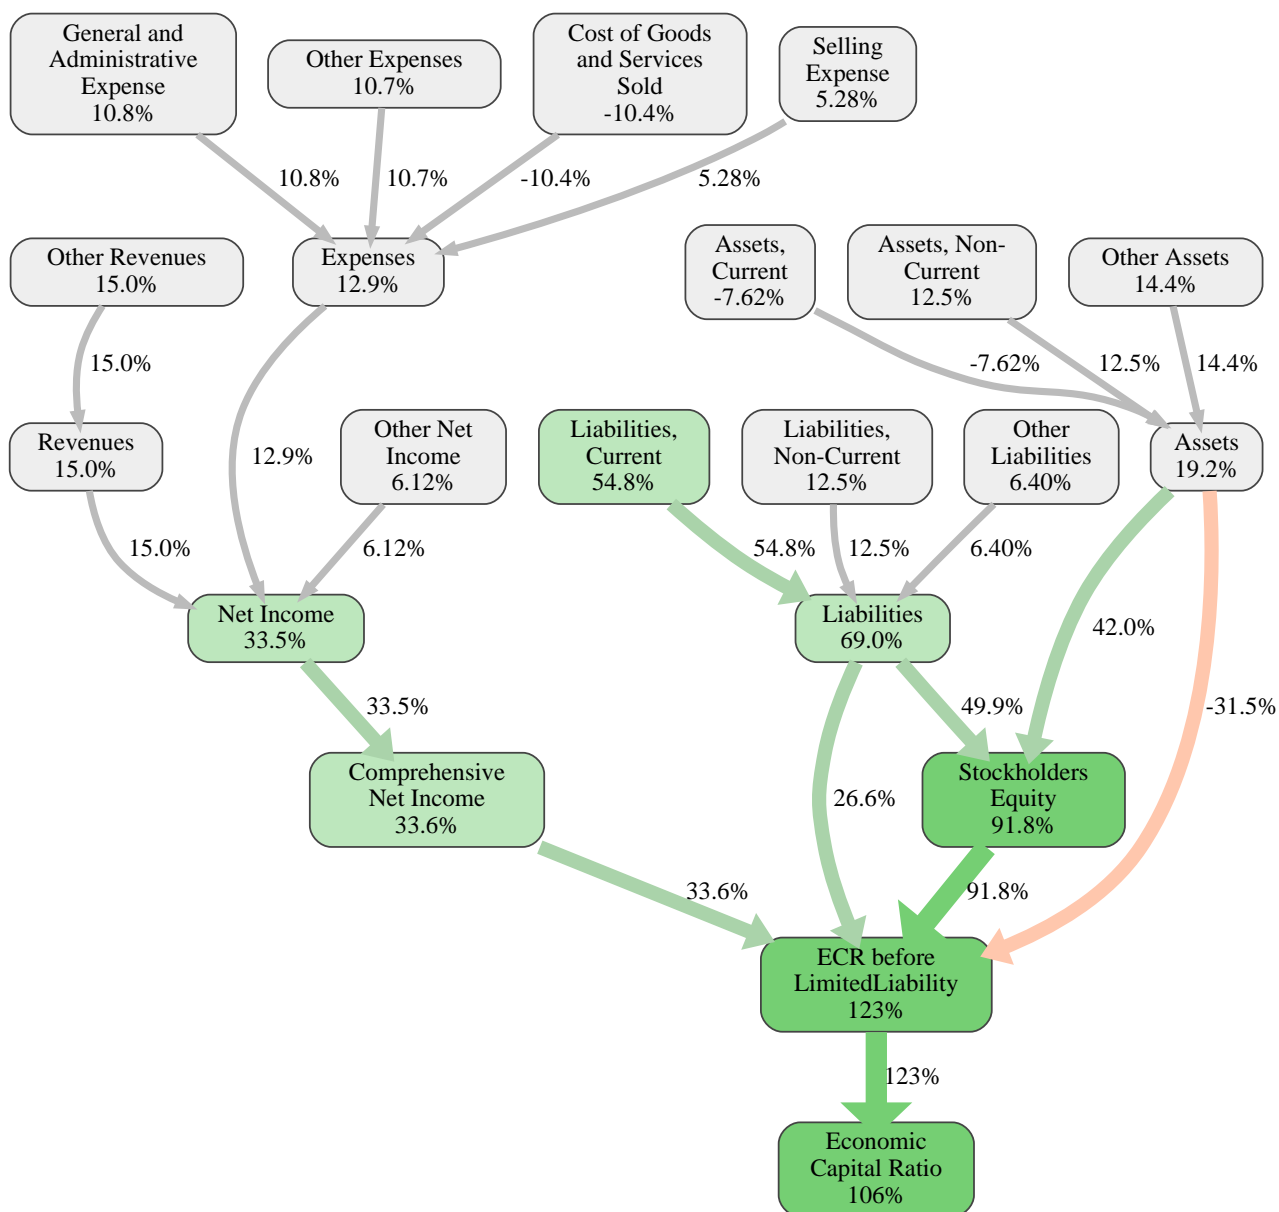 General and
Administrative
Expense
10.8%
Other Expenses
10.7%
Cost of Goods
and Services
Sold
-10.4%
Selling
Expense
5.28%
10.8%
10.7%
-10.4%
5.28%
Other Revenues
15.0%
Expenses
12.9%
Assets,
Current
-7.62%
Assets, Non-
Current
12.5%
Other Assets
14.4%
15.0%
-7.62%
12.5%
14.4%
Revenues
15.0%
12.9%
Other Net
Income
6.12%
Liabilities,
Current
54.8%
Liabilities,
Non-Current
12.5%
Other
Liabilities
6.40%
Assets
19.2%
15.0%
6.12%
54.8%
12.5%
6.40%
42.0%
Net Income
33.5%
Liabilities
69.0%
33.5%
49.9%
-31.5%
Comprehensive
Net Income
33.6%
26.6%
Stockholders
Equity
91.8%
33.6%
91.8%
ECR before
LimitedLiability
123%
123%
Economic
Capital Ratio
106%